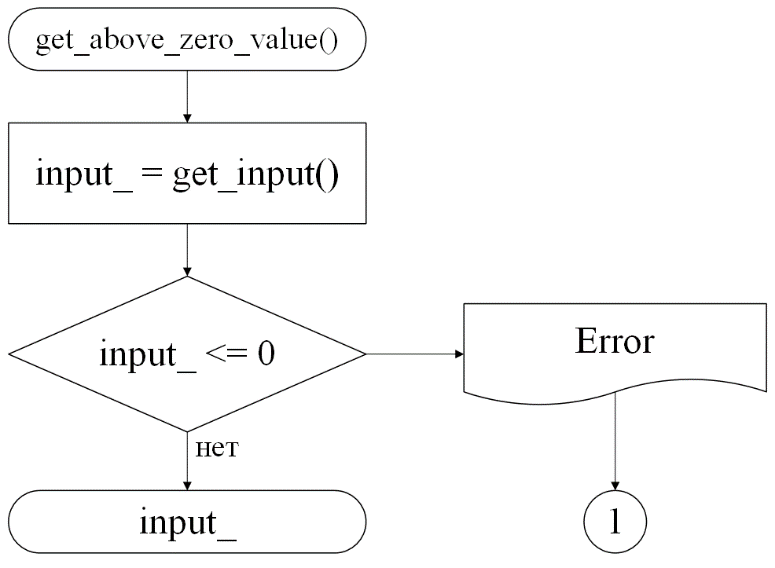 get_above_zero_value()
input_ = get_input()
input_ <= 0
Error
нет
input_
1